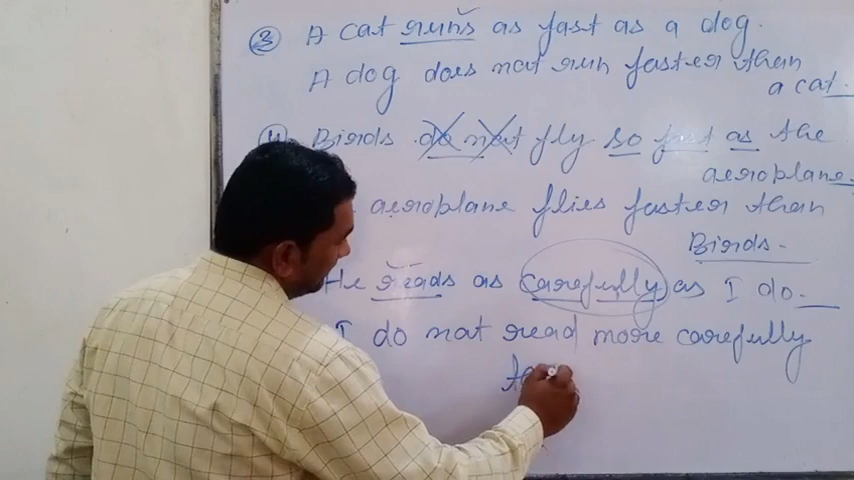 3 A cat runs as fast as a dog.
A dog does not run faster than
a cat.
4 Birds do not fly so fast as the
aeroplane.
aeroplane flies faster than
Birds.
He reads as carefully as I do.
I do not read more carefully